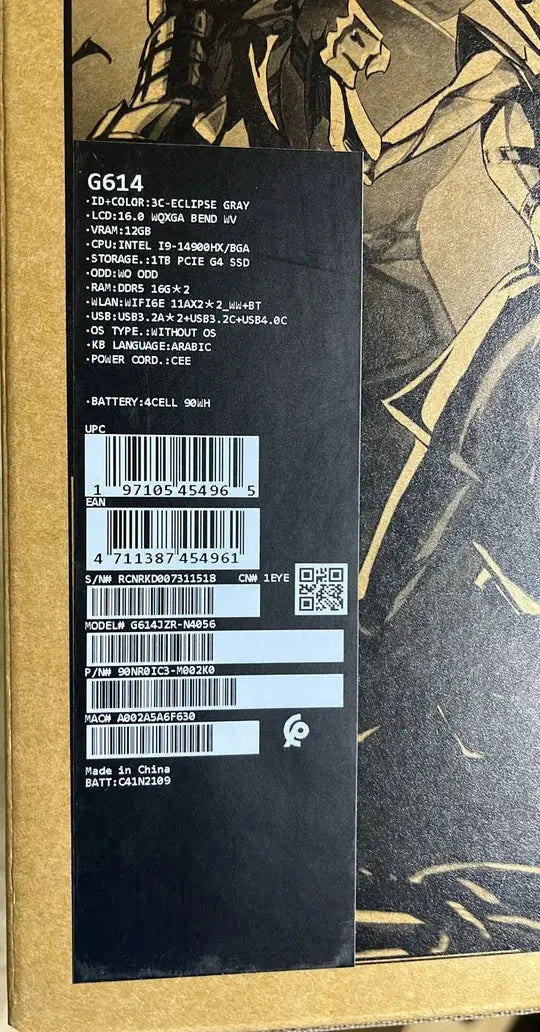 G614
·ID+COLOR:3C-ECLIPSE GRAY
·LCD:16.0 WQXGA BEND WV
·VRAM:12GB
·CPU:INTEL I9-14900HX/BGA
·STORAGE.:1TB PCIE G4 SSD
·ODD:WO ODD
·RAM:DDR5 16G*2
·WLAN:WIFI6E 11AX2*2_WW+BT
·USB:USB3.2A*2+USB3.2C+USB4.0C
·OS TYPE.:WITHOUT OS
·KB LANGUAGE:ARABIC
·POWER CORD.:CEE
·BATTERY:4CELL 90WH
UPC
1 97105 45496 5
EAN
4 711387 454961
S/N# RCNRKD007311518 CN# 1EYE
MODEL# G614JZR-N4056
P/N# 90NR0IC3-M002K0
MAC# A002A5A6F630
Made in China
BATT:C41N2109